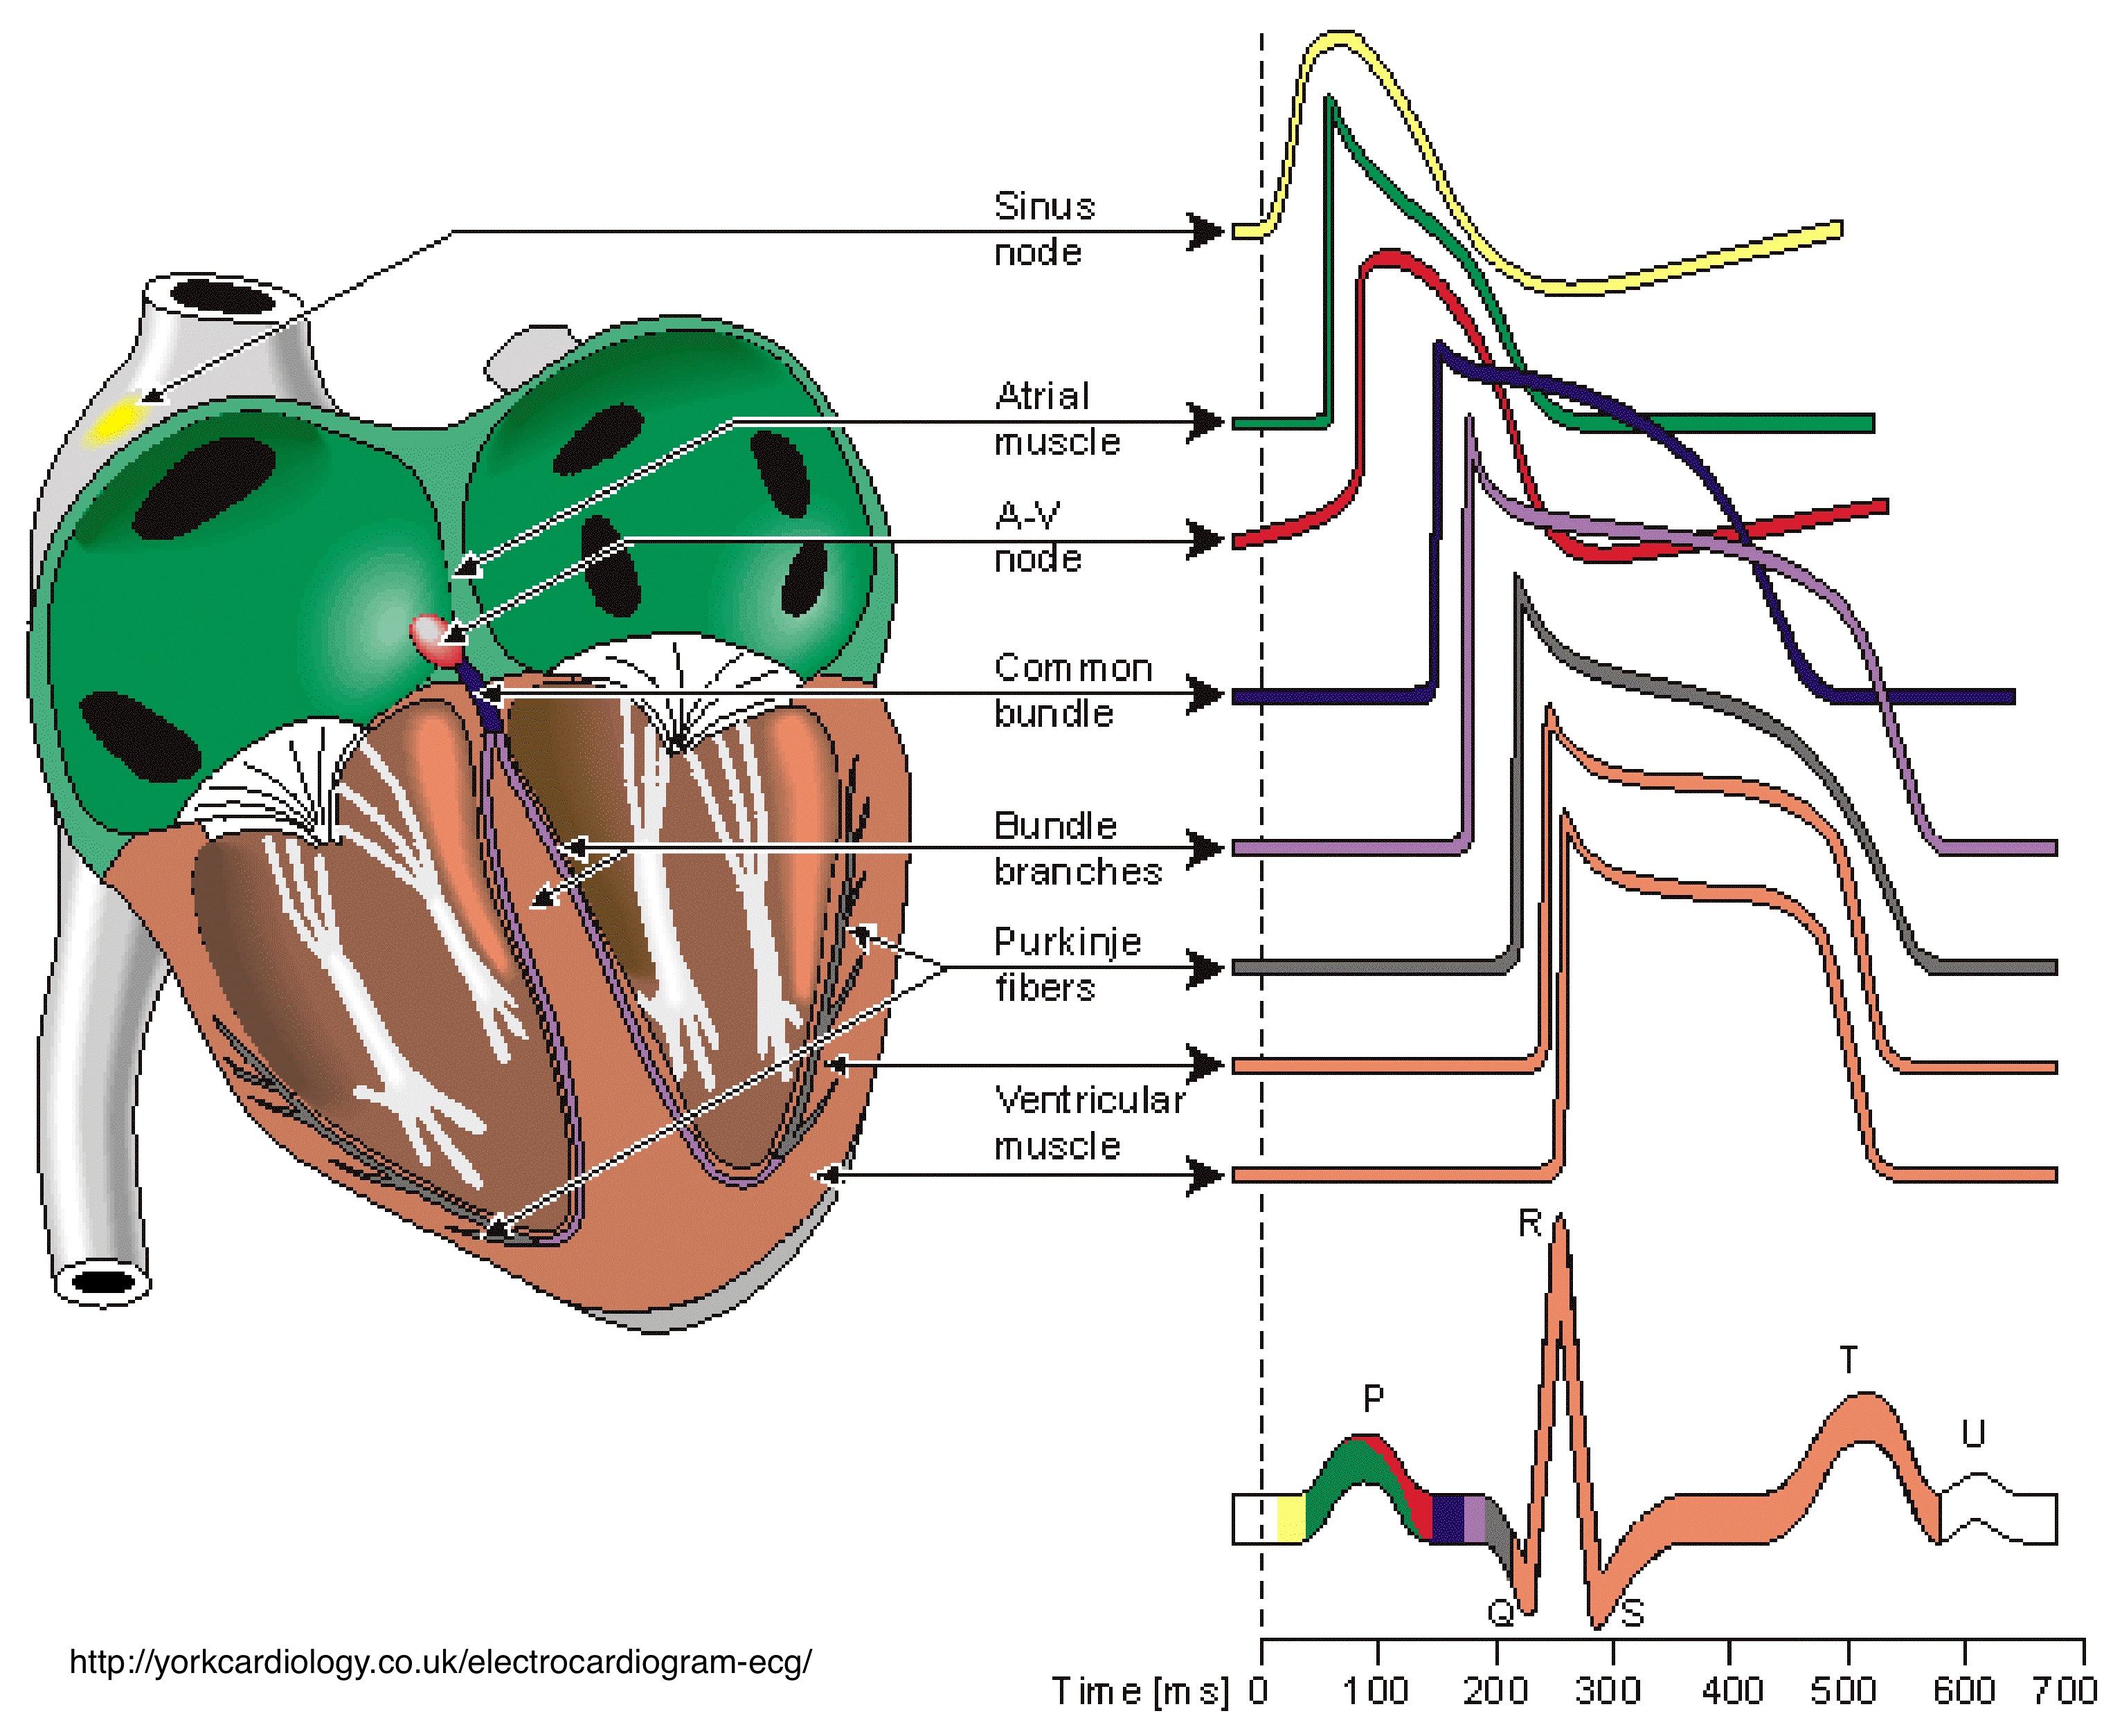 Sinus
node
Atrial
muscle
A-V
node
Common
bundle
Bundle
branches
Purkinje
fibers
Ventricular
muscle
R
P
T
U
Q
S
http://yorkcardiology.co.uk/electrocardiogram-ecg/
Time [ms] 0 100 200 300 400 500 600 700